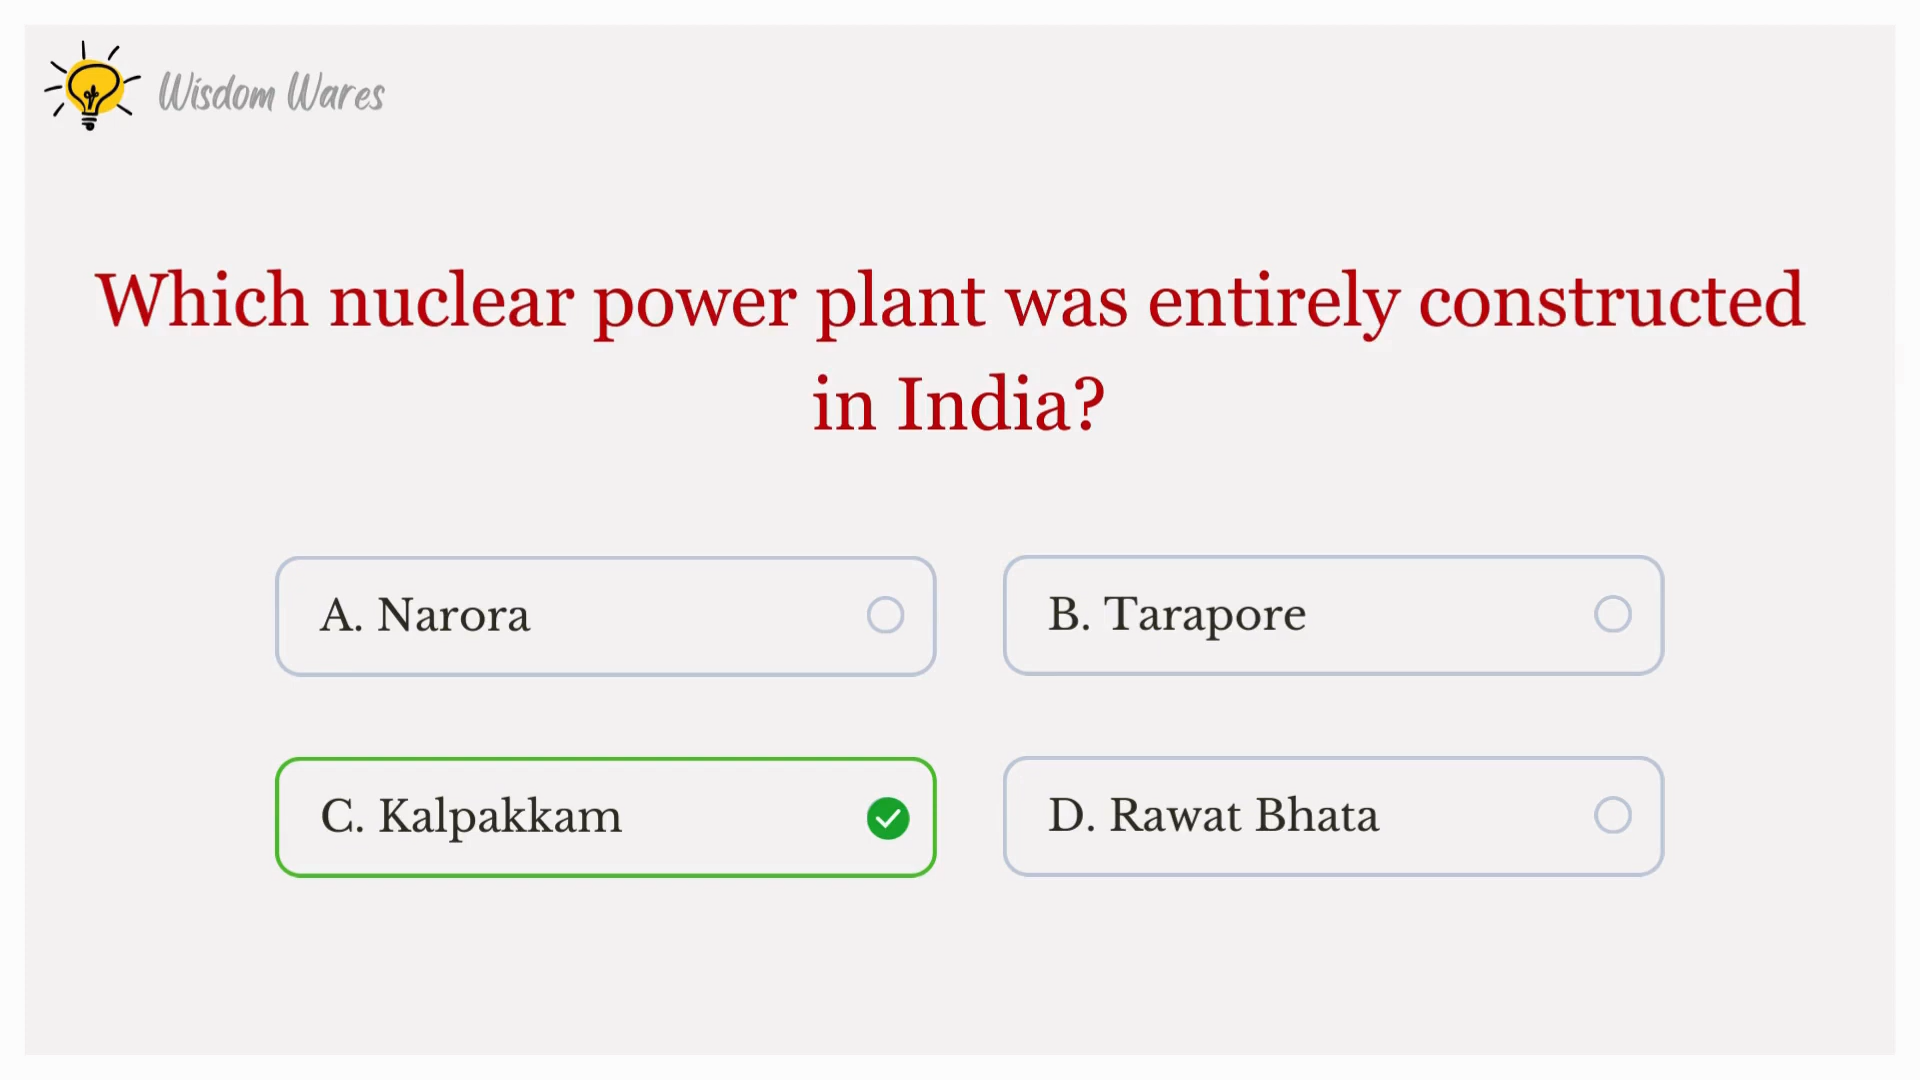 Wisdom Wares
Which nuclear power plant was entirely constructed
in India?
A. Narora
B. Tarapore
C. Kalpakkam
D. Rawat Bhata